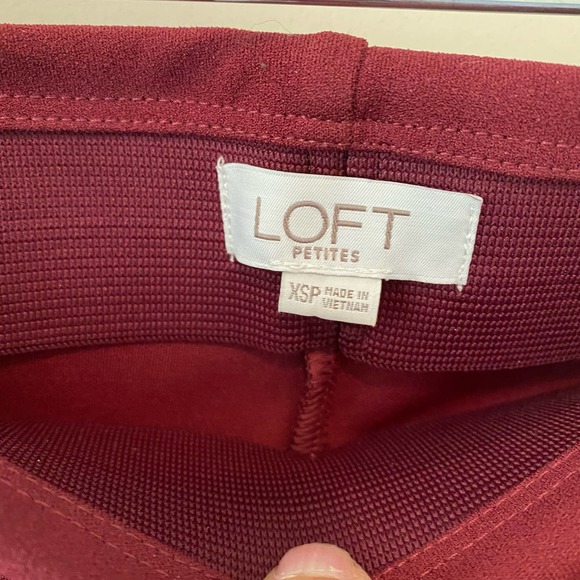 LOFT
PETITES
XSP MADE IN
VIETNAM